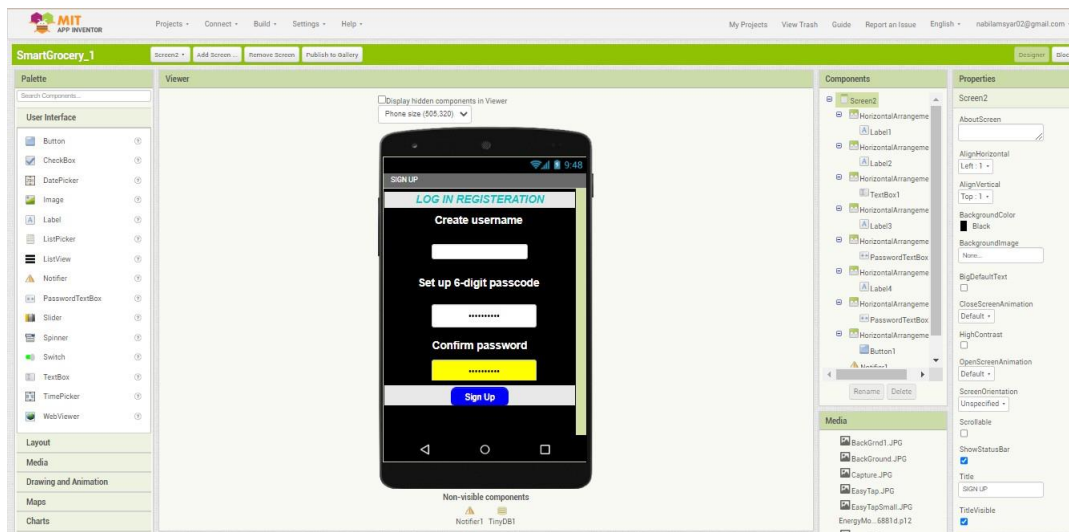 MIT
APP INVENTOR
Projects
Connect
Build
Settings
Help
My Projects
View Trash
Guide
Report an Issue
English
nabilamsyar02@gmail.com
SmartGrocery_1
Screen2
Add Screen ...
Remove Screen
Publish to Gallery
Designer
Palette
Search Components...
User Interface
Button
CheckBox
DatePicker
Image
Label
ListPicker
ListView
Notifier
PasswordTextBox
Slider
Spinner
Switch
TextBox
TimePicker
WebViewer
Layout
Media
Drawing and Animation
Maps
Charts
Viewer
Display hidden components in Viewer
Phone size (505,320)
9:48
SIGN UP
LOG IN REGISTERATION
Create username
Set up 6-digit passcode
Confirm password
Sign Up
Non-visible components
Notifier1
TinyDB1
Components
Screen2
HorizontalArrangeme
Label1
HorizontalArrangeme
Label2
HorizontalArrangeme
TextBox1
HorizontalArrangeme
Label3
HorizontalArrangeme
PasswordTextBox
HorizontalArrangeme
Label4
HorizontalArrangeme
PasswordTextBox
HorizontalArrangeme
Button1
Notifier1
Rename
Delete
Media
BackGrnd1.JPG
BackGround.JPG
Capture.JPG
EasyTap.JPG
EasyTapSmall.JPG
EnergyMo...6881d.p12
Properties
Screen2
AboutScreen
AlignHorizontal
Left : 1
AlignVertical
Top : 1
BackgroundColor
Black
BackgroundImage
None...
BigDefaultText
CloseScreenAnimation
Default
HighContrast
OpenScreenAnimation
Default
ScreenOrientation
Unspecified
Scrollable
ShowStatusBar
Title
SIGN UP
TitleVisible